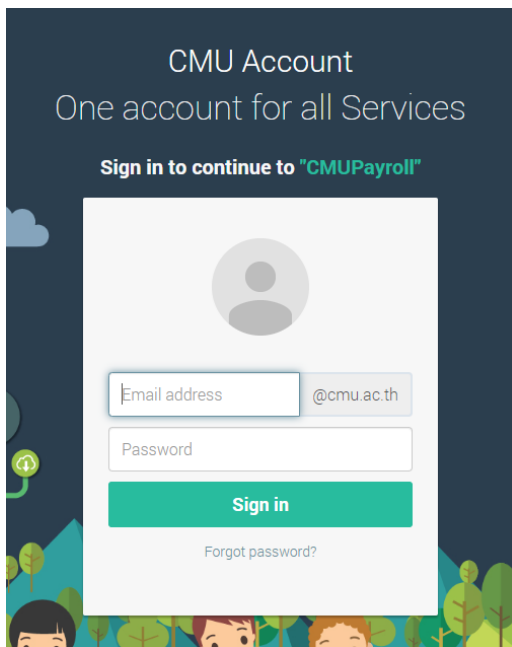 CMU Account
One account for all Services
Sign in to continue to "CMUPayroll"
Email address @cmu.ac.th
Password
Sign in
Forgot password?